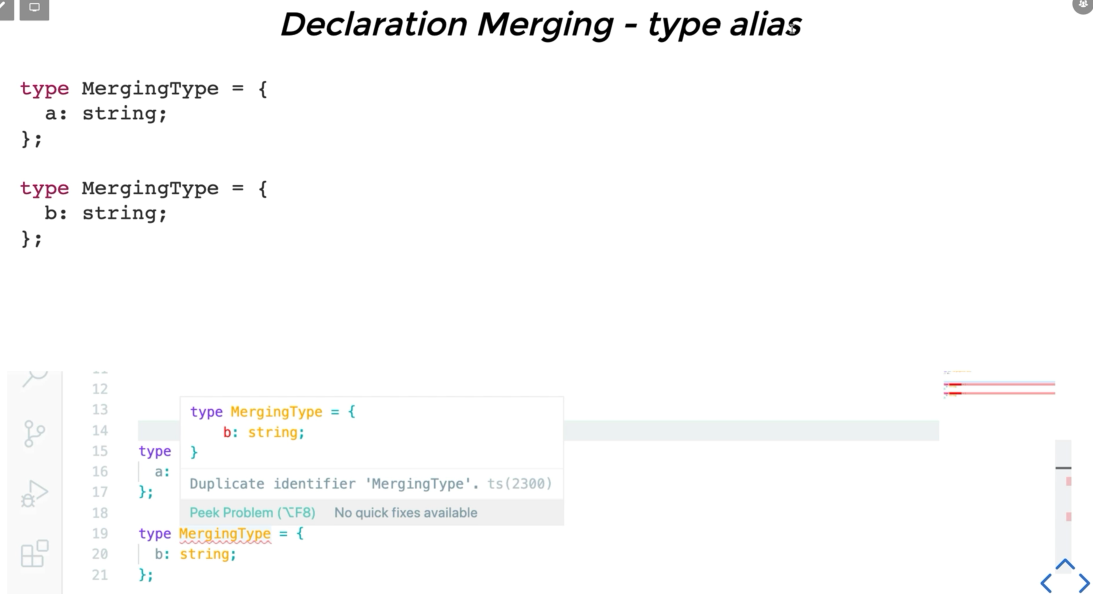 Declaration Merging - type alias
type MergingType = {
a: string;
};
type MergingType = {
b: string;
};
12
13
type MergingType = {
14
b: string;
15 type
}
16 a:
Duplicate identifier 'MergingType'. ts(2300)
17 };
18
Peek Problem (⌥F8) No quick fixes available
19 type MergingType = {
20 b: string;
21 };